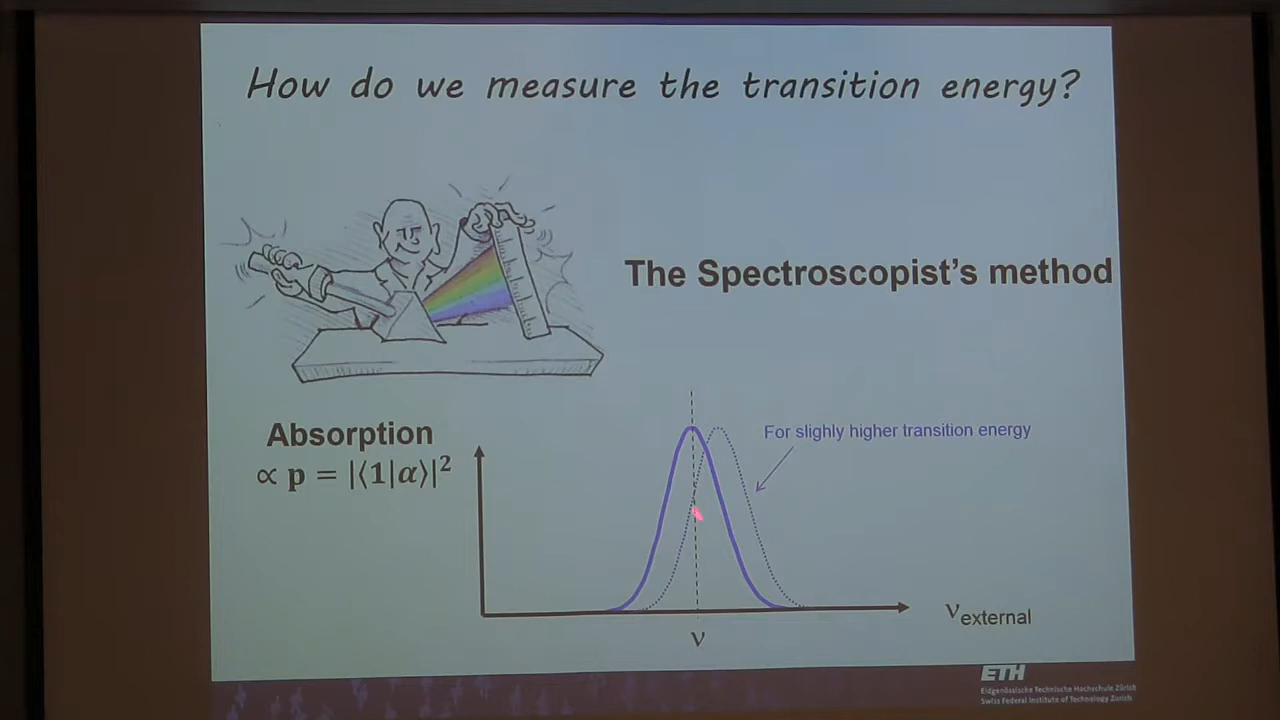 How do we measure the transition energy?
The Spectroscopist's method
Absorption
∝ p = |⟨1|α⟩|²
For slighly higher transition energy
ν
νexternal
ETH
Eidgenössische Technische Hochschule Zürich
Swiss Federal Institute of Technology Zurich